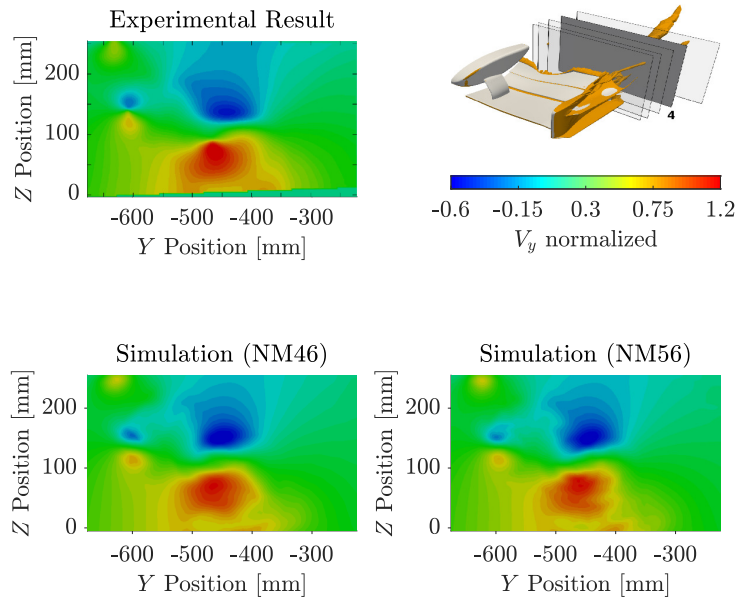 Experimental Result
Z Position [mm]
200
100
0
-600 -500 -400 -300
Y Position [mm]
4
-0.6 -0.15 0.3 0.75 1.2
V_y normalized
Simulation (NM46)
Z Position [mm]
200
100
0
-600 -500 -400 -300
Y Position [mm]
Simulation (NM56)
Z Position [mm]
200
100
0
-600 -500 -400 -300
Y Position [mm]